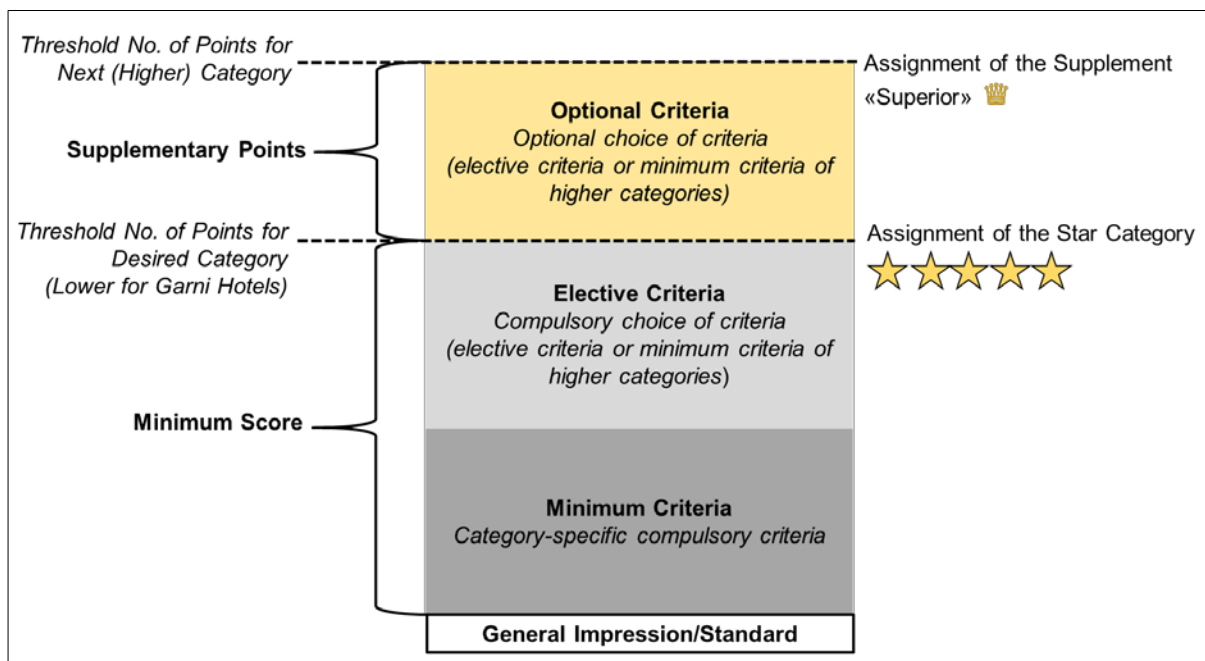 Threshold No. of Points for
Next (Higher) Category
Assignment of the Supplement
«Superior»
Optional Criteria
Optional choice of criteria
(elective criteria or minimum criteria of
higher categories)
Supplementary Points
Threshold No. of Points for
Desired Category
(Lower for Garni Hotels)
Assignment of the Star Category
Elective Criteria
Compulsory choice of criteria
(elective criteria or minimum criteria of
higher categories)
Minimum Score
Minimum Criteria
Category-specific compulsory criteria
General Impression/Standard